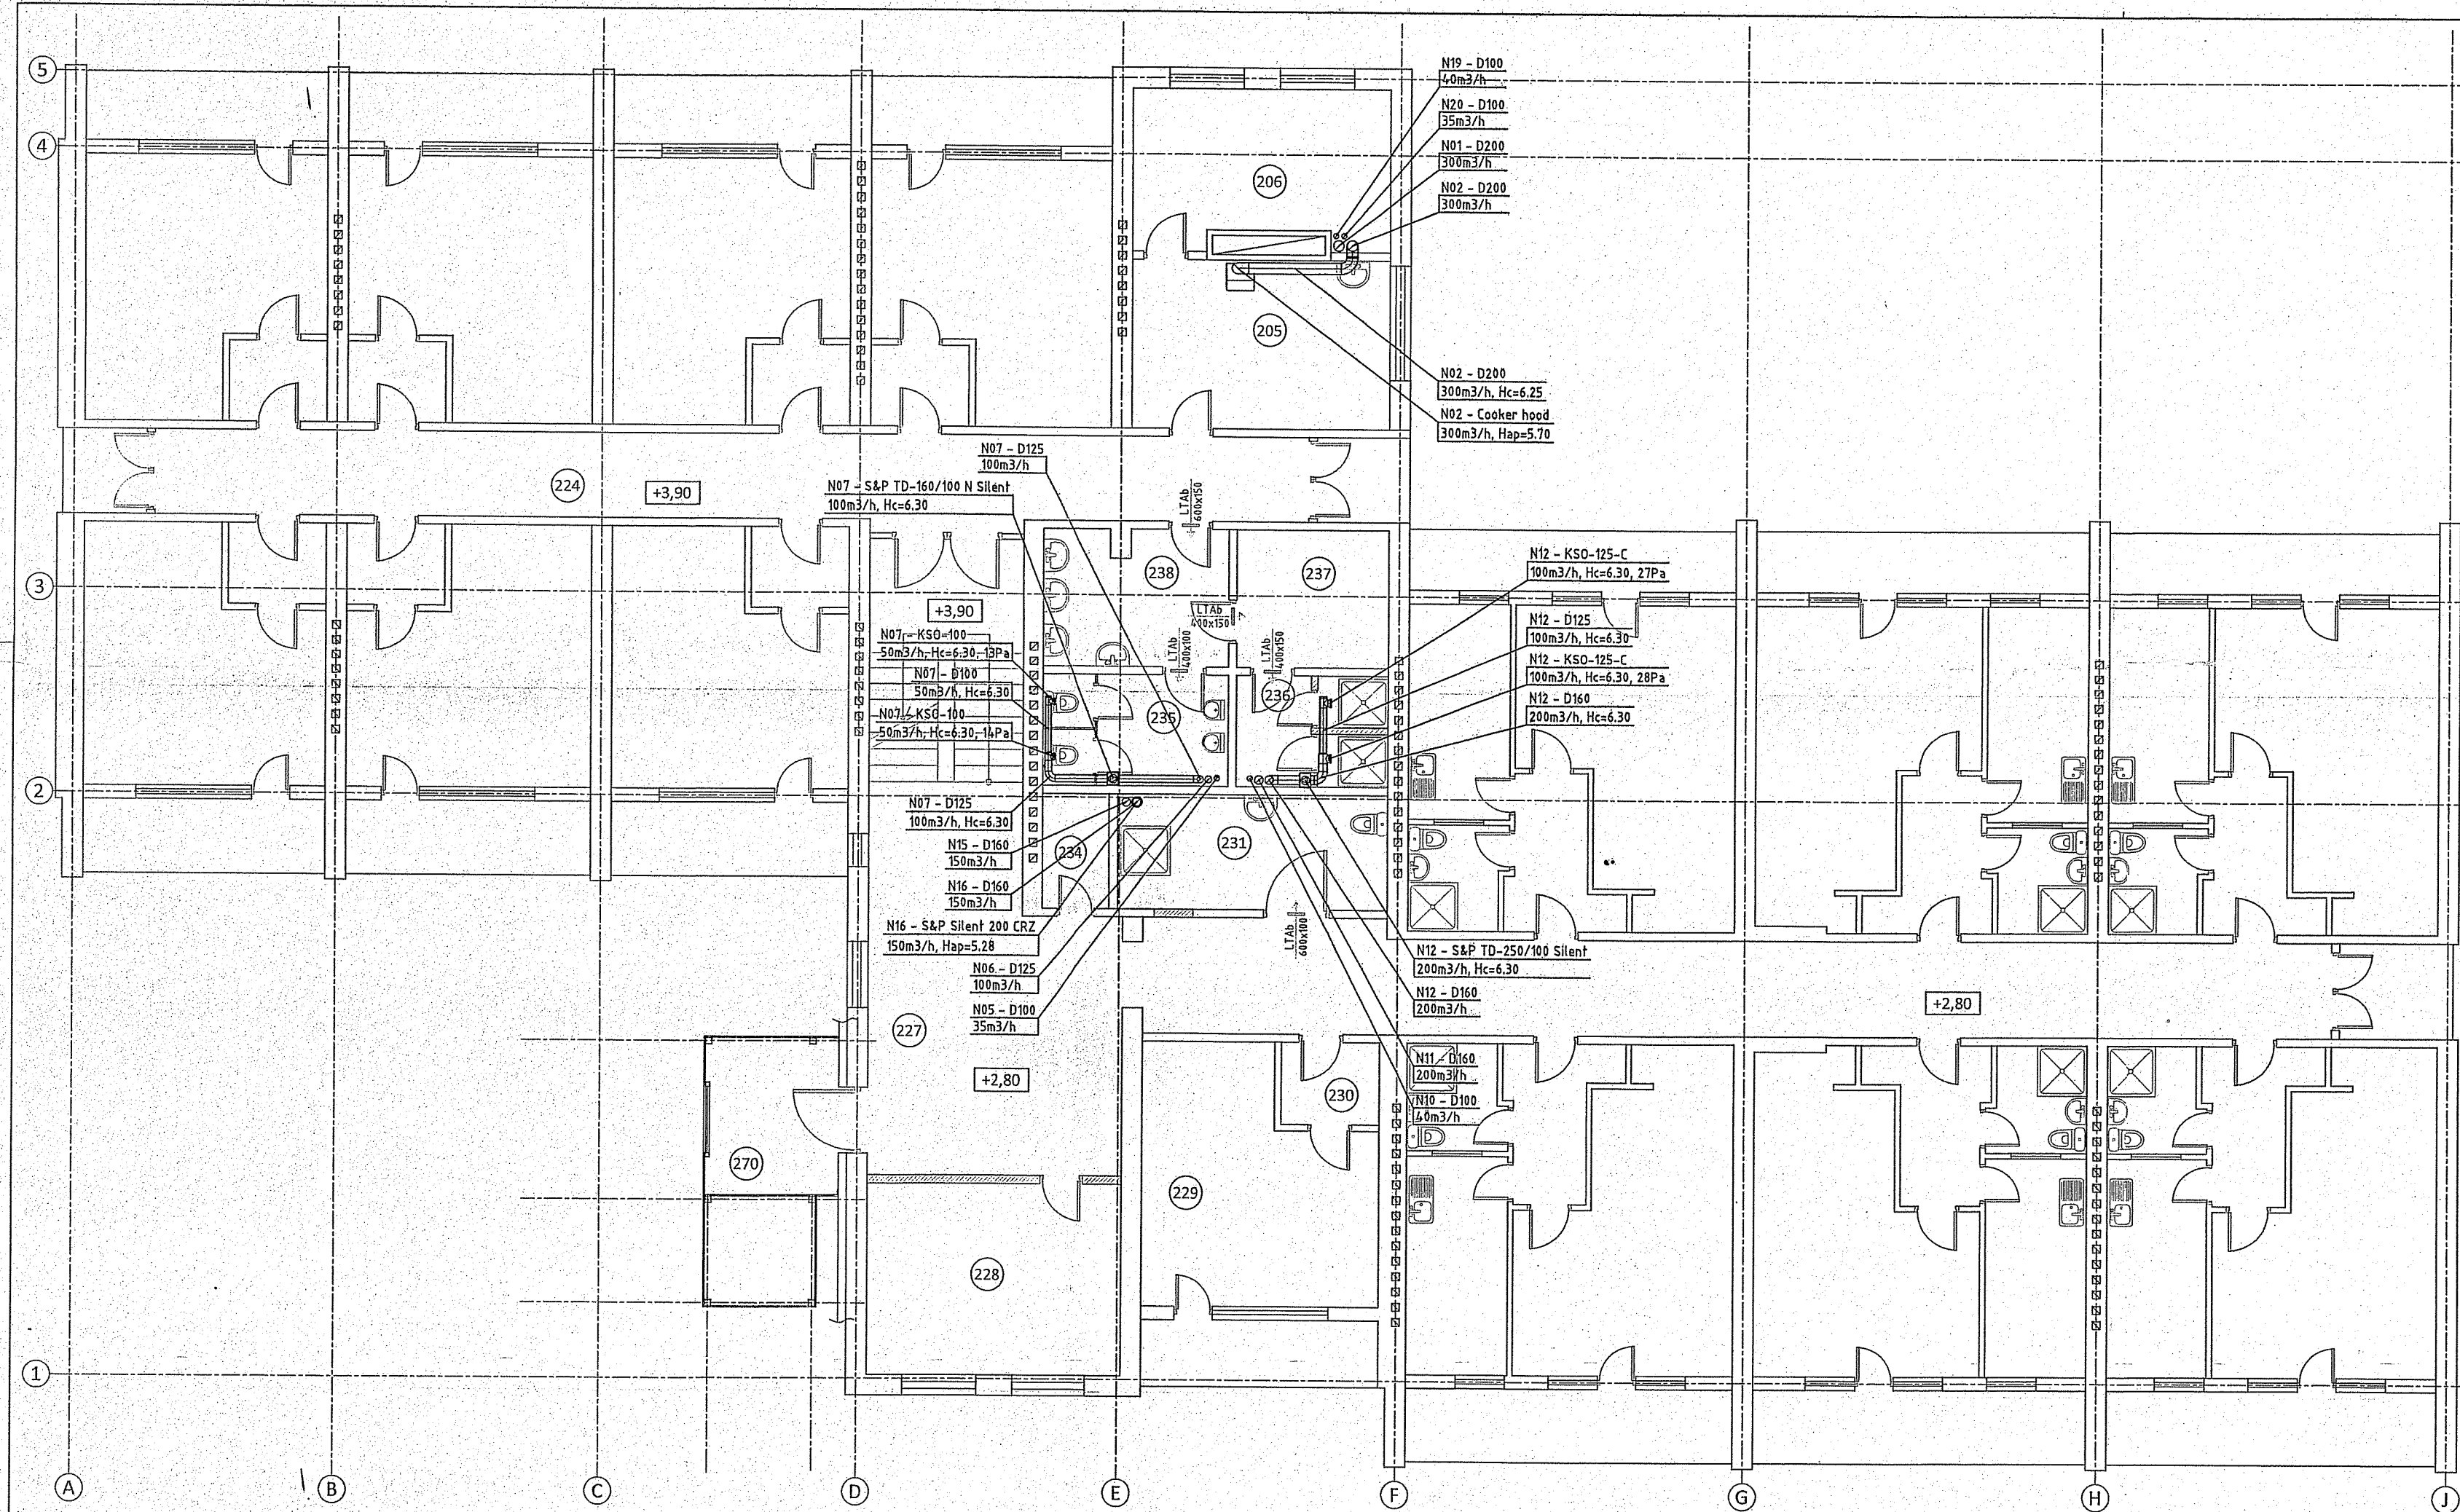 5
N19 - D100
40m3/h
N20 - D100
35m3/h
4
N01 - D200
300m3/h
206
N02 - D200
300m3/h
205
N02 - D200
300m3/h, Hc=6.25
N02 - Cooker hood
300m3/h, Hap=5.70
N07 - D125
100m3/h
224
+3,90
N07 - S&P TD-160/100 N Silent
100m3/h, Hc=6.30
LTAb
600x150
238
237
N12 - KSO-125-C
100m3/h, Hc=6.30, 27Pa
3
+3,90
LTAb
400x150
N07 - KSO-100
50m3/h, Hc=6.30, 13Pa
LTAb
400x100
LTAb
400x150
N12 - D125
100m3/h, Hc=6.30
N07 - D100
50m3/h, Hc=6.30
N12 - KSO-125-C
100m3/h, Hc=6.30, 28Pa
236
N07 - KSO-100
50m3/h, Hc=6.30, 14Pa
235
N12 - D160
200m3/h, Hc=6.30
2
N07 - D125
100m3/h, Hc=6.30
N15 - D160
150m3/h
234
231
N16 - D160
150m3/h
N16 - S&P Silent 200 CRZ
150m3/h, Hap=5.28
LTAb
600x100
N12 - S&P TD-250/100 Silent
200m3/h, Hc=6.30
N06 - D125
100m3/h
N12 - D160
200m3/h
N05 - D100
35m3/h
+2,80
227
+2,80
N11 - D160
200m3/h
230
N10 - D100
40m3/h
270
229
228
1
A
B
C
D
E
F
G
H
J